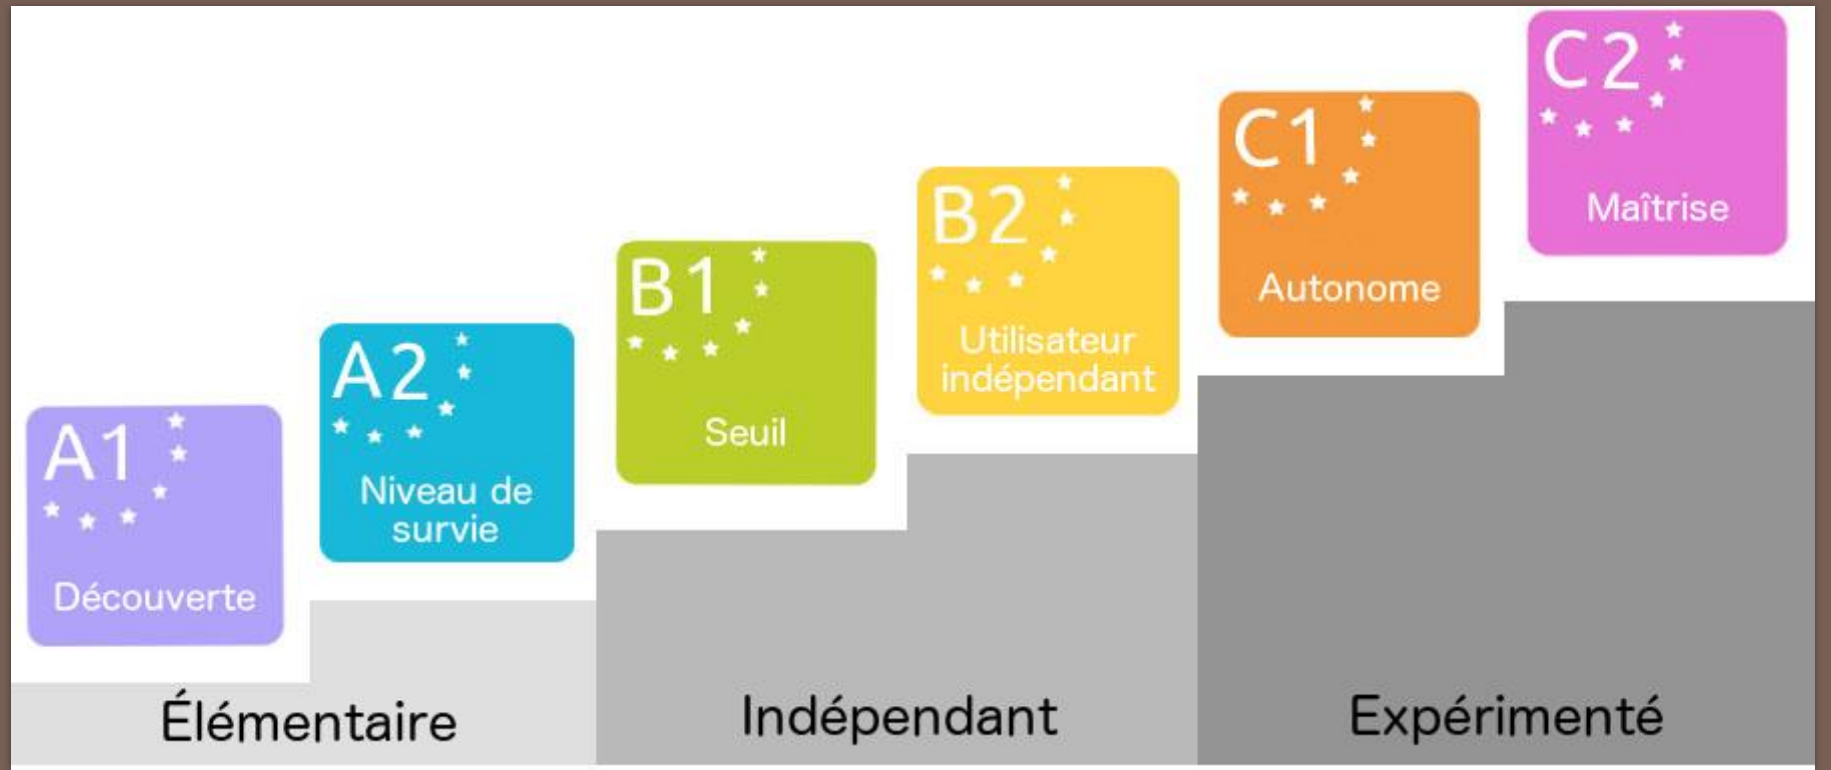 A1
Découverte
A2
Niveau de
survie
B1
Seuil
B2
Utilisateur
indépendant
C1
Autonome
C2
Maîtrise
Élémentaire
Indépendant
Expérimenté